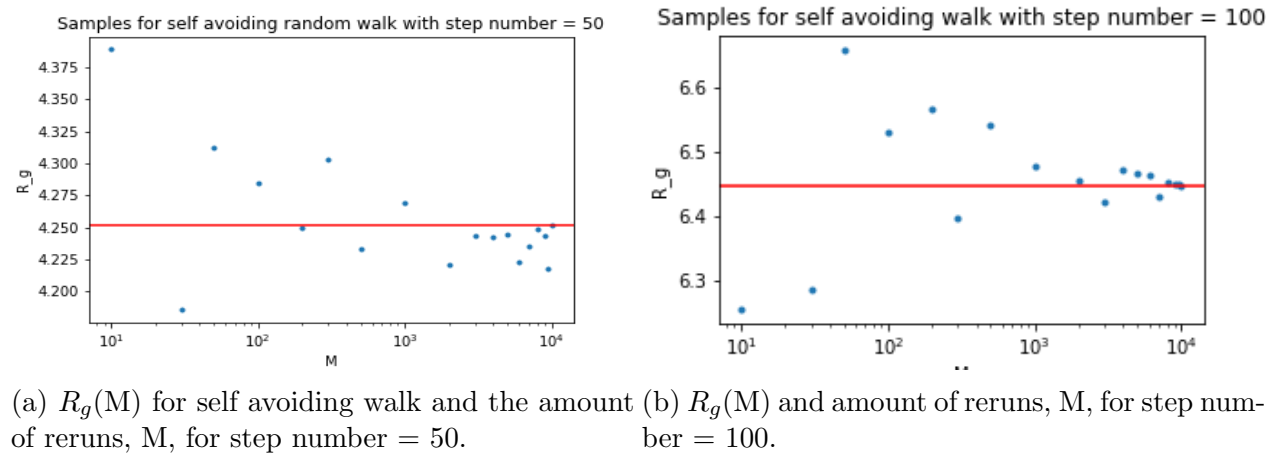 Samples for self avoiding random walk with step number = 50
4.375
4.350
4.325
4.300
4.275
4.250
4.225
4.200
R_g
10¹ 10² 10³ 10⁴
M
Samples for self avoiding walk with step number = 100
6.6
6.5
6.4
6.3
R_g
10¹ 10² 10³ 10⁴
(a) R_g(M) for self avoiding walk and the amount
of reruns, M, for step number = 50.
(b) R_g(M) and amount of reruns, M, for step num-
ber = 100.